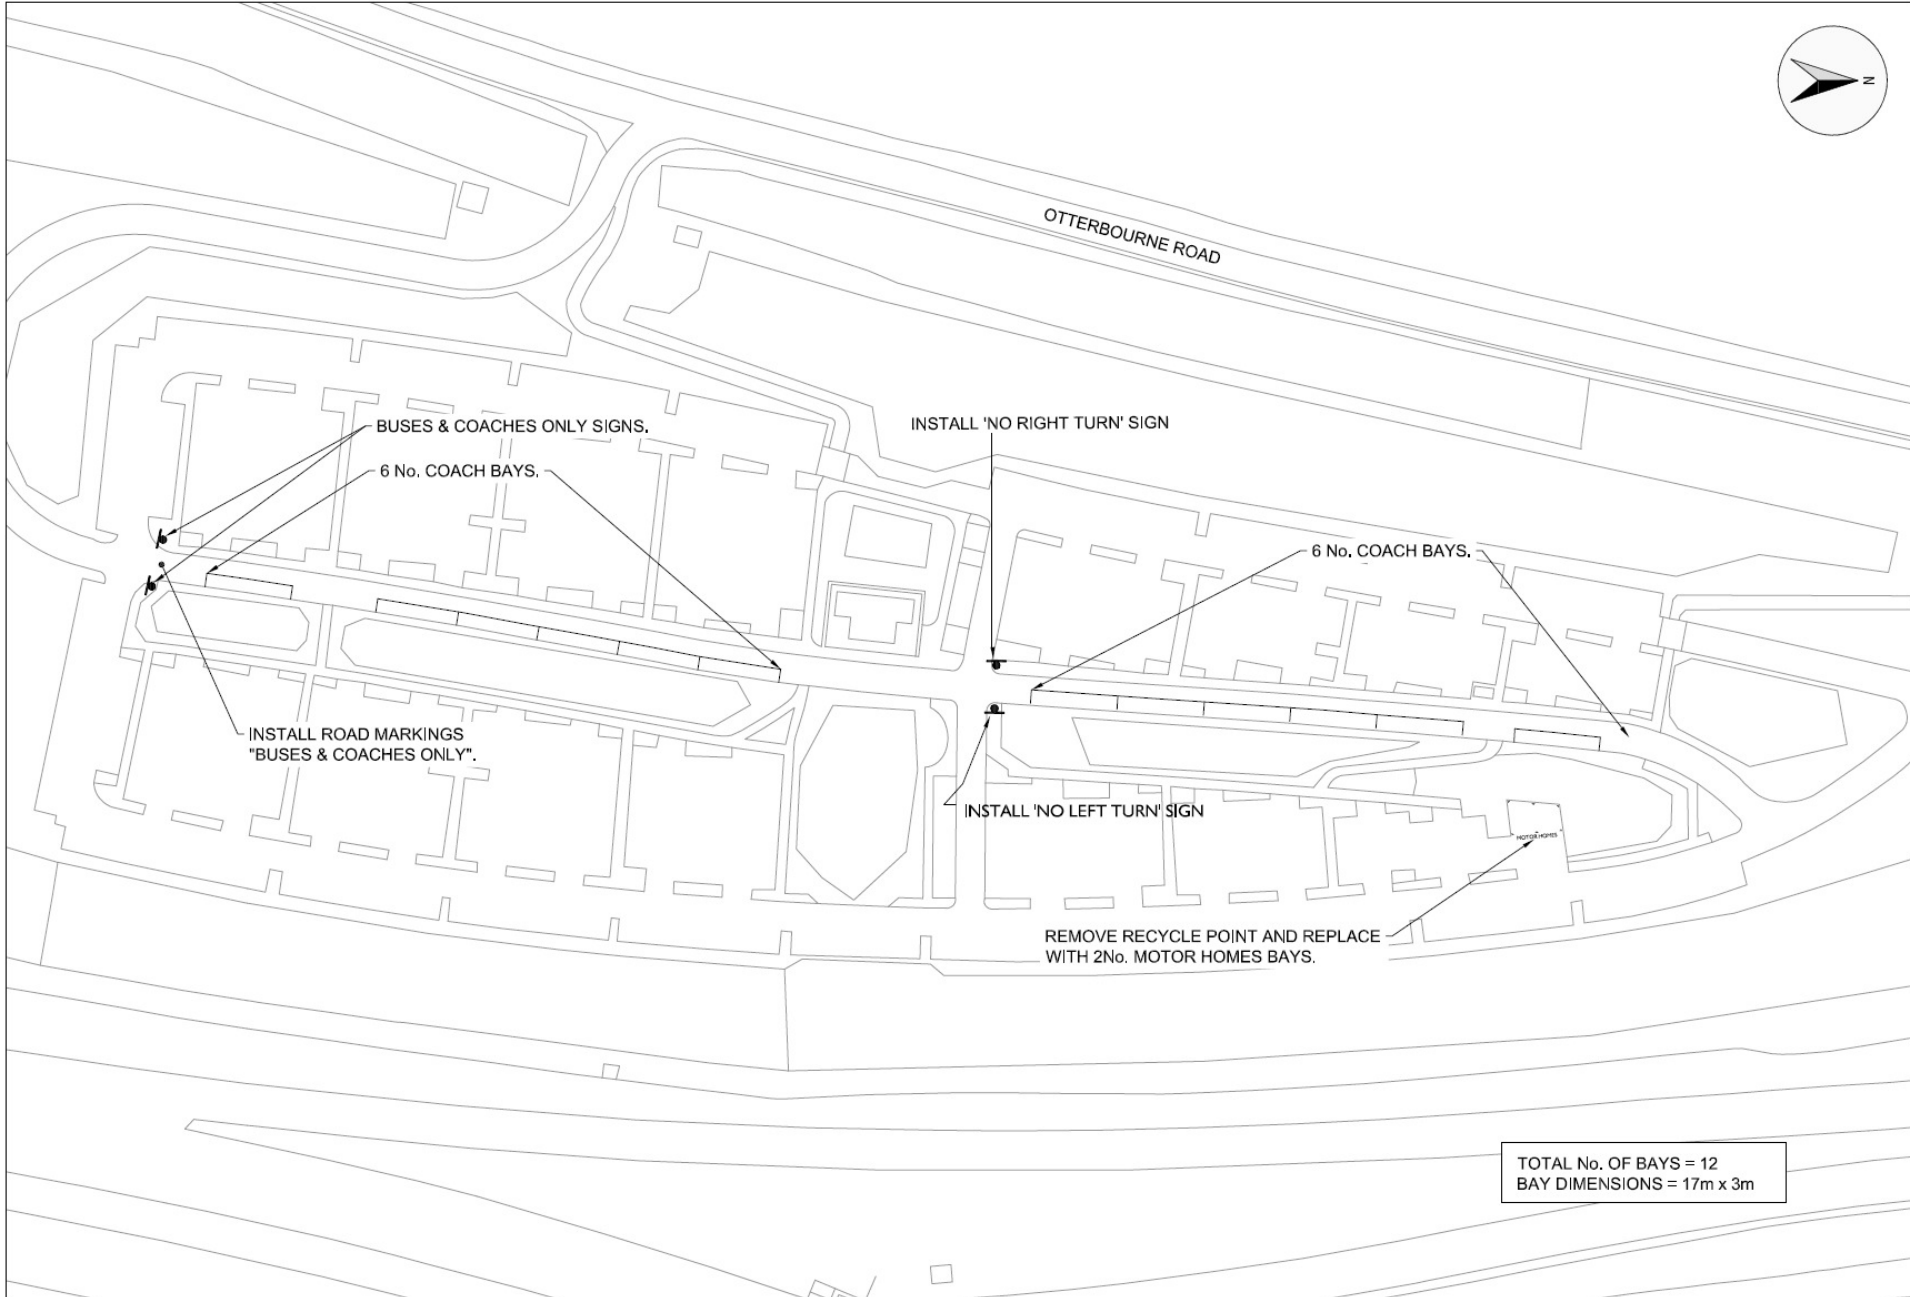 N
OTTERBOURNE ROAD
BUSES & COACHES ONLY SIGNS.
INSTALL 'NO RIGHT TURN' SIGN
6 No. COACH BAYS.
6 No. COACH BAYS.
INSTALL ROAD MARKINGS
"BUSES & COACHES ONLY".
INSTALL 'NO LEFT TURN' SIGN
MOTOR HOMES
REMOVE RECYCLE POINT AND REPLACE
WITH 2No. MOTOR HOMES BAYS.
TOTAL No. OF BAYS = 12
BAY DIMENSIONS = 17m x 3m